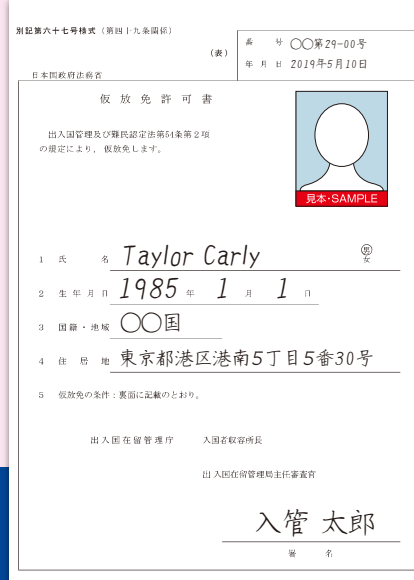 別記第六十七号様式（第四十九条関係）
（表）
番 号 〇〇第29-00号
年 月 日 2019年5月10日
日本国政府法務省
仮 放 免 許 可 書
出入国管理及び難民認定法第54条第２項
の規定により，仮放免します。
見本・SAMPLE
1 氏 名 Taylor Carly 男
女
2 生 年 月 日 1985 年 1 月 1 日
3 国籍・地域 〇〇国
4 住 居 地 東京都港区港南5丁目5番30号
5 仮放免の条件：裏面に記載のとおり。
出入国在留管理庁 入国者収容所長
出入国在留管理局主任審査官
入管 太郎
署 名